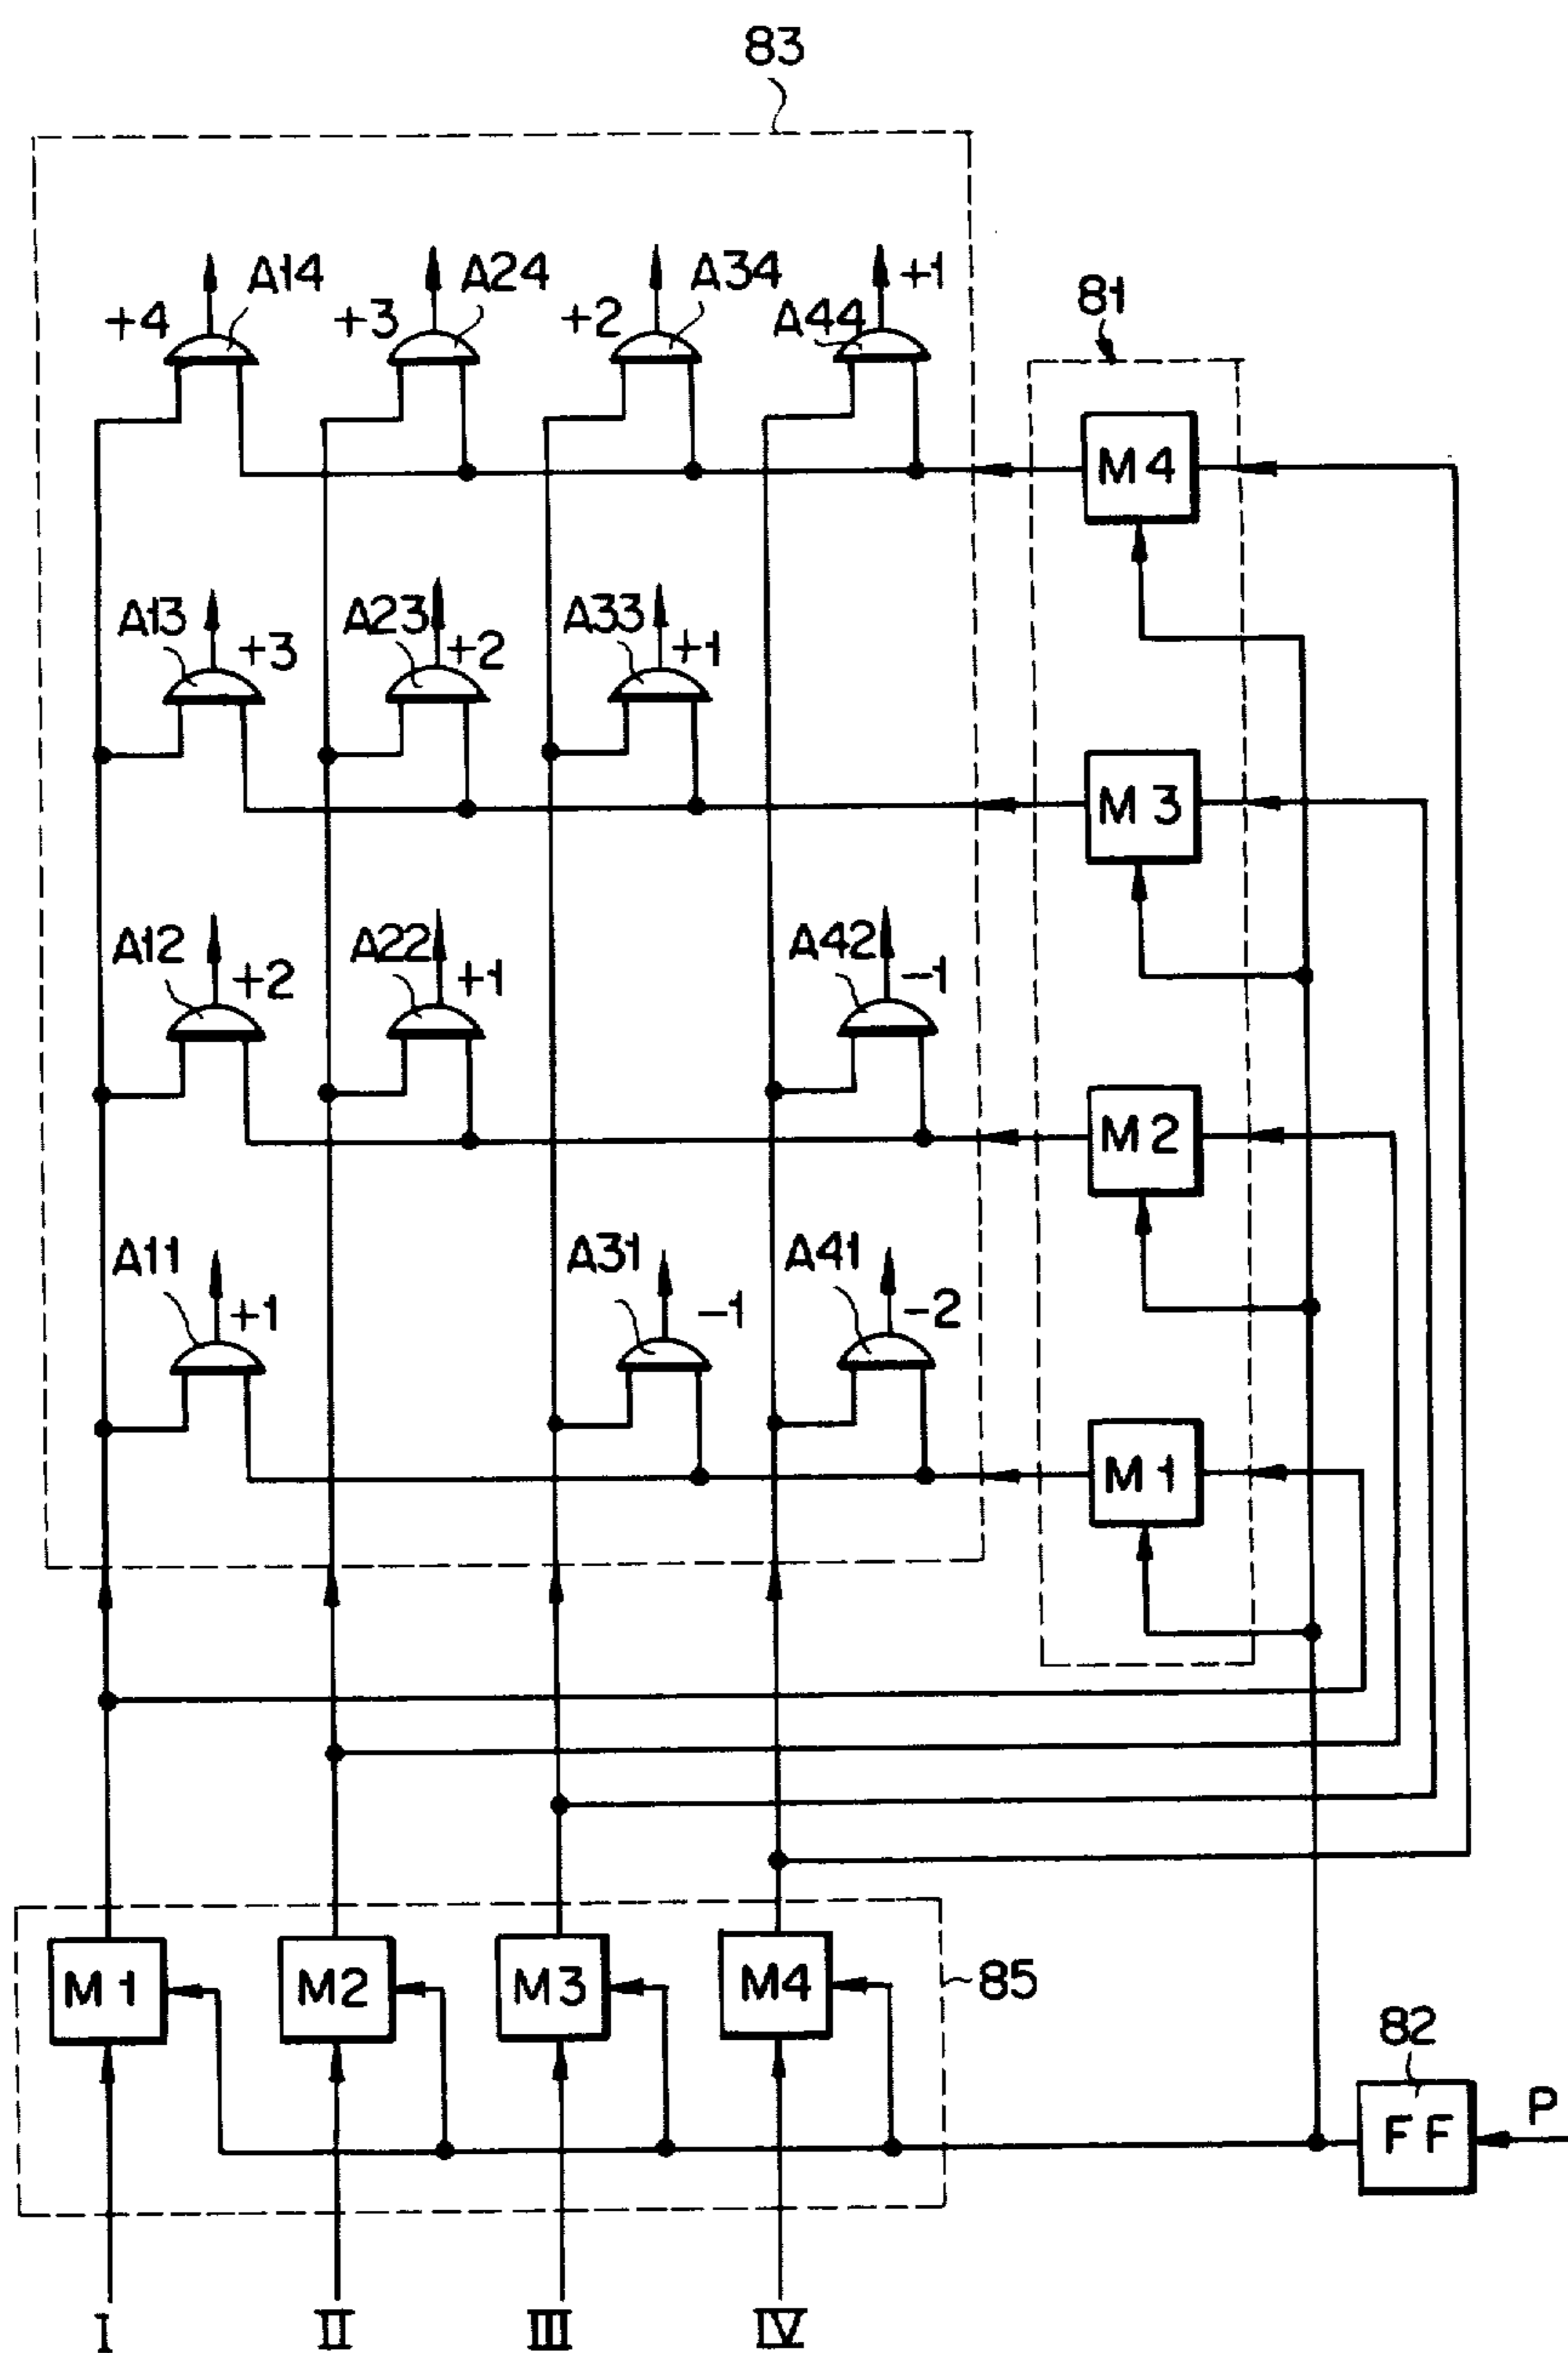 83
A14 A24 A34 +1
+4 +3 +2 A44
81
M4
A13 A23 A33
+3 +2 +1
M3
A12 A22 A42
+2 +1 -1
M2
A11 A31 A41
+1 -1 -2
M1
M1 M2 M3 M4 85
82
P
FF
I II III IV